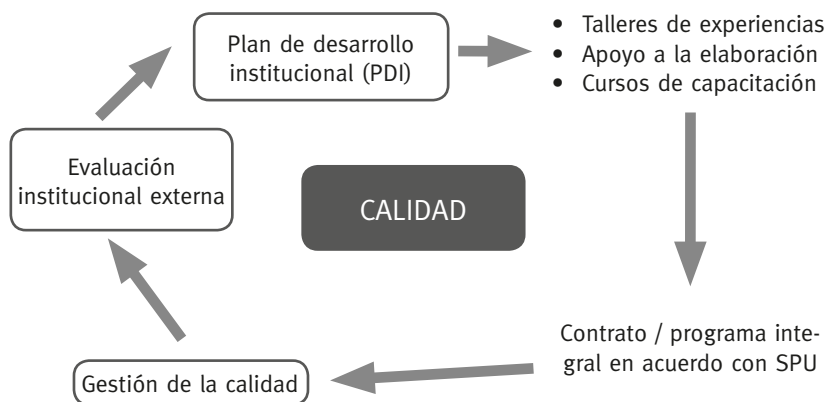 Plan de desarrollo
institucional (PDI)
• Talleres de experiencias
• Apoyo a la elaboración
• Cursos de capacitación
Evaluación
institucional externa
CALIDAD
Contrato / programa inte-
gral en acuerdo con SPU
Gestión de la calidad